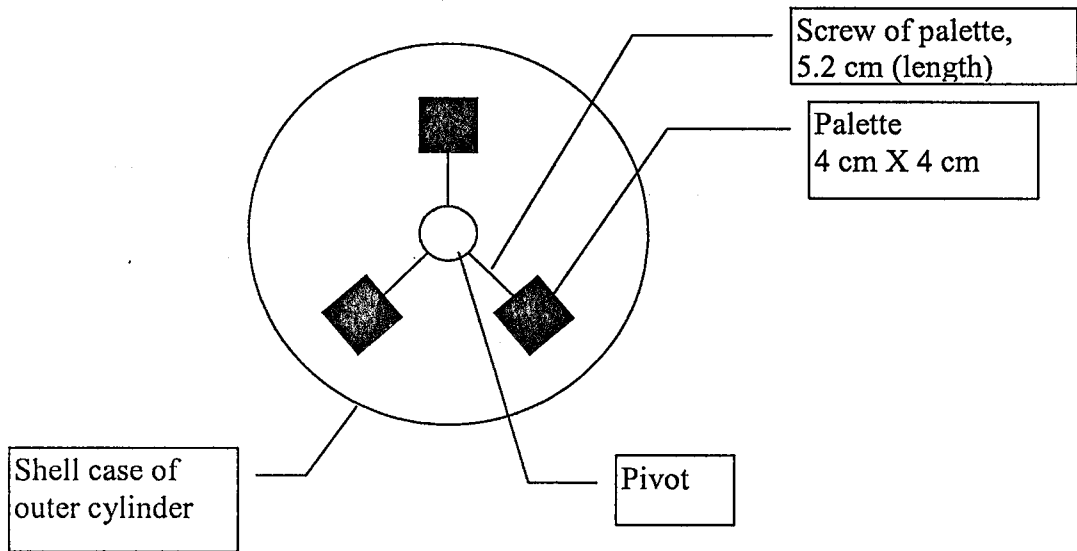 Screw of palette,
5.2 cm (length)
Palette
4 cm X 4 cm
Shell case of
outer cylinder
Pivot